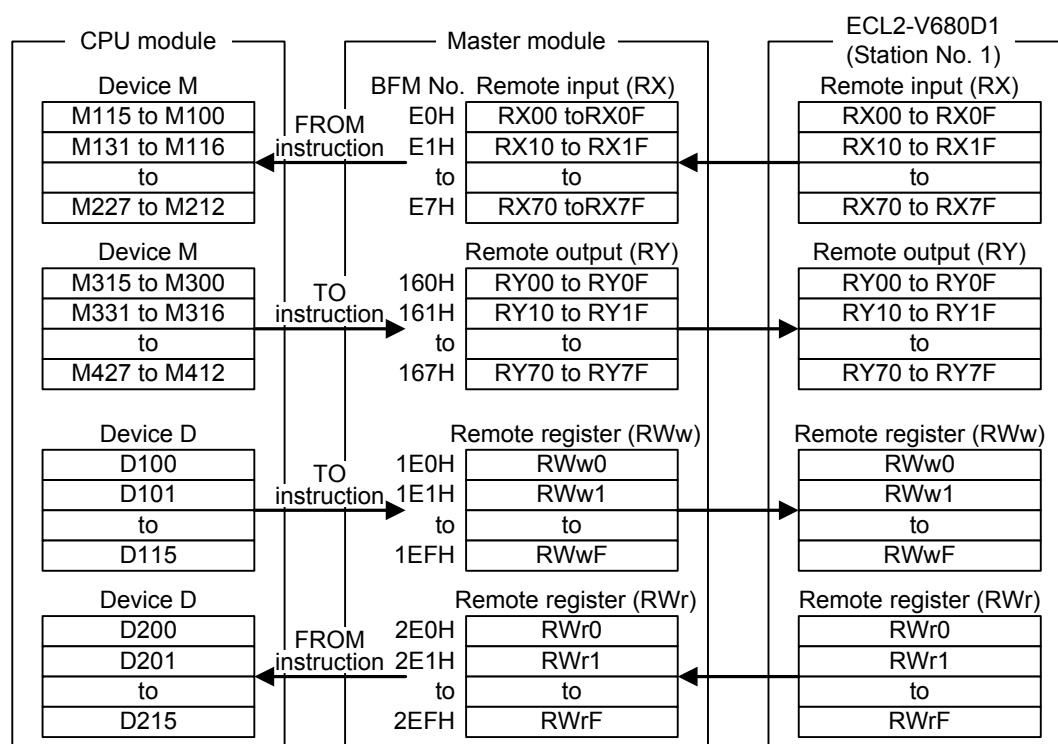 CPU module
Master module
ECL2-V680D1
(Station No. 1)
Device M
BFM No. Remote input (RX)
Remote input (RX)
M115 to M100
FROM
instruction
E0H
RX00 toRX0F
RX00 to RX0F
M131 to M116
E1H
RX10 to RX1F
RX10 to RX1F
to
to
to
to
M227 to M212
E7H
RX70 toRX7F
RX70 to RX7F
Device M
Remote output (RY)
Remote output (RY)
M315 to M300
TO
instruction
160H
RY00 to RY0F
RY00 to RY0F
M331 to M316
161H
RY10 to RY1F
RY10 to RY1F
to
to
to
to
M427 to M412
167H
RY70 to RY7F
RY70 to RY7F
Device D
Remote register (RWw)
Remote register (RWw)
D100
TO
instruction
1E0H
RWw0
RWw0
D101
1E1H
RWw1
RWw1
to
to
to
to
D115
1EFH
RWwF
RWwF
Device D
Remote register (RWr)
Remote register (RWr)
D200
FROM
instruction
2E0H
RWr0
RWr0
D201
2E1H
RWr1
RWr1
to
to
to
to
D215
2EFH
RWrF
RWrF